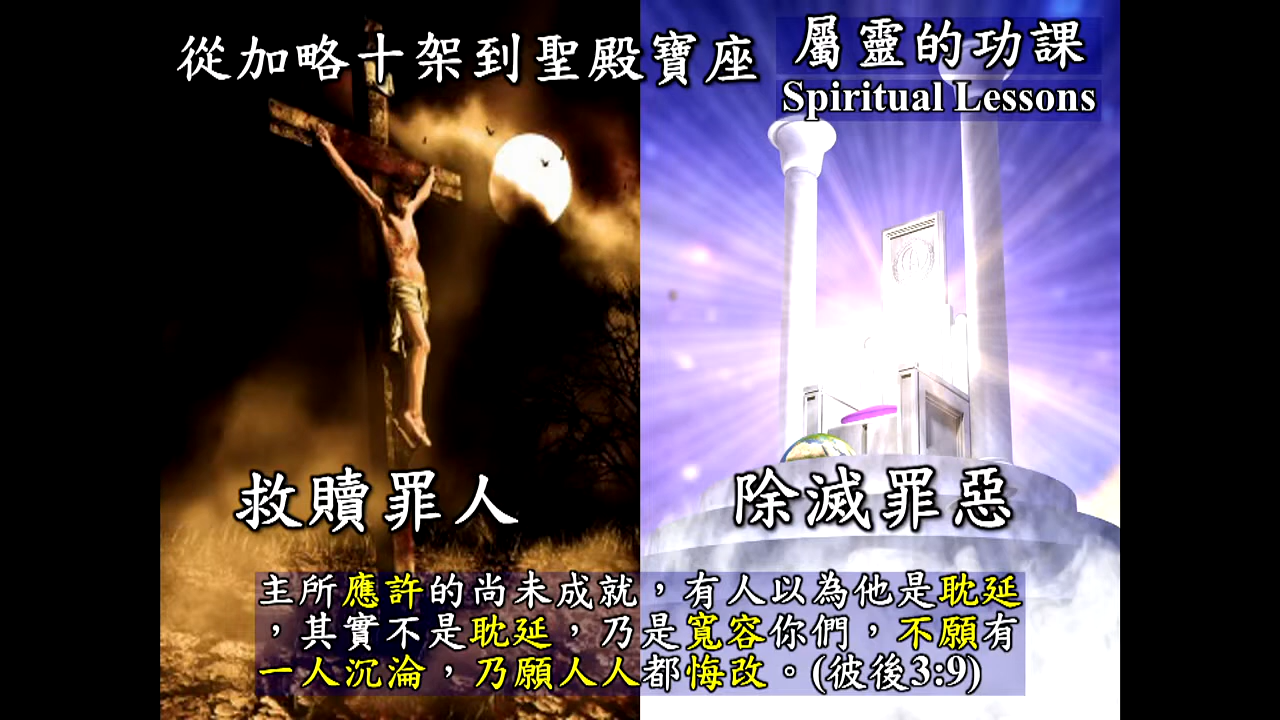 從加略十架到聖殿寶座
屬靈的功課
Spiritual Lessons
救贖罪人
除滅罪惡
主所應許的尚未成就，有人以為他是耽延
，其實不是耽延，乃是寬容你們，不願有
一人沉淪，乃願人人都悔改。(彼後3:9)